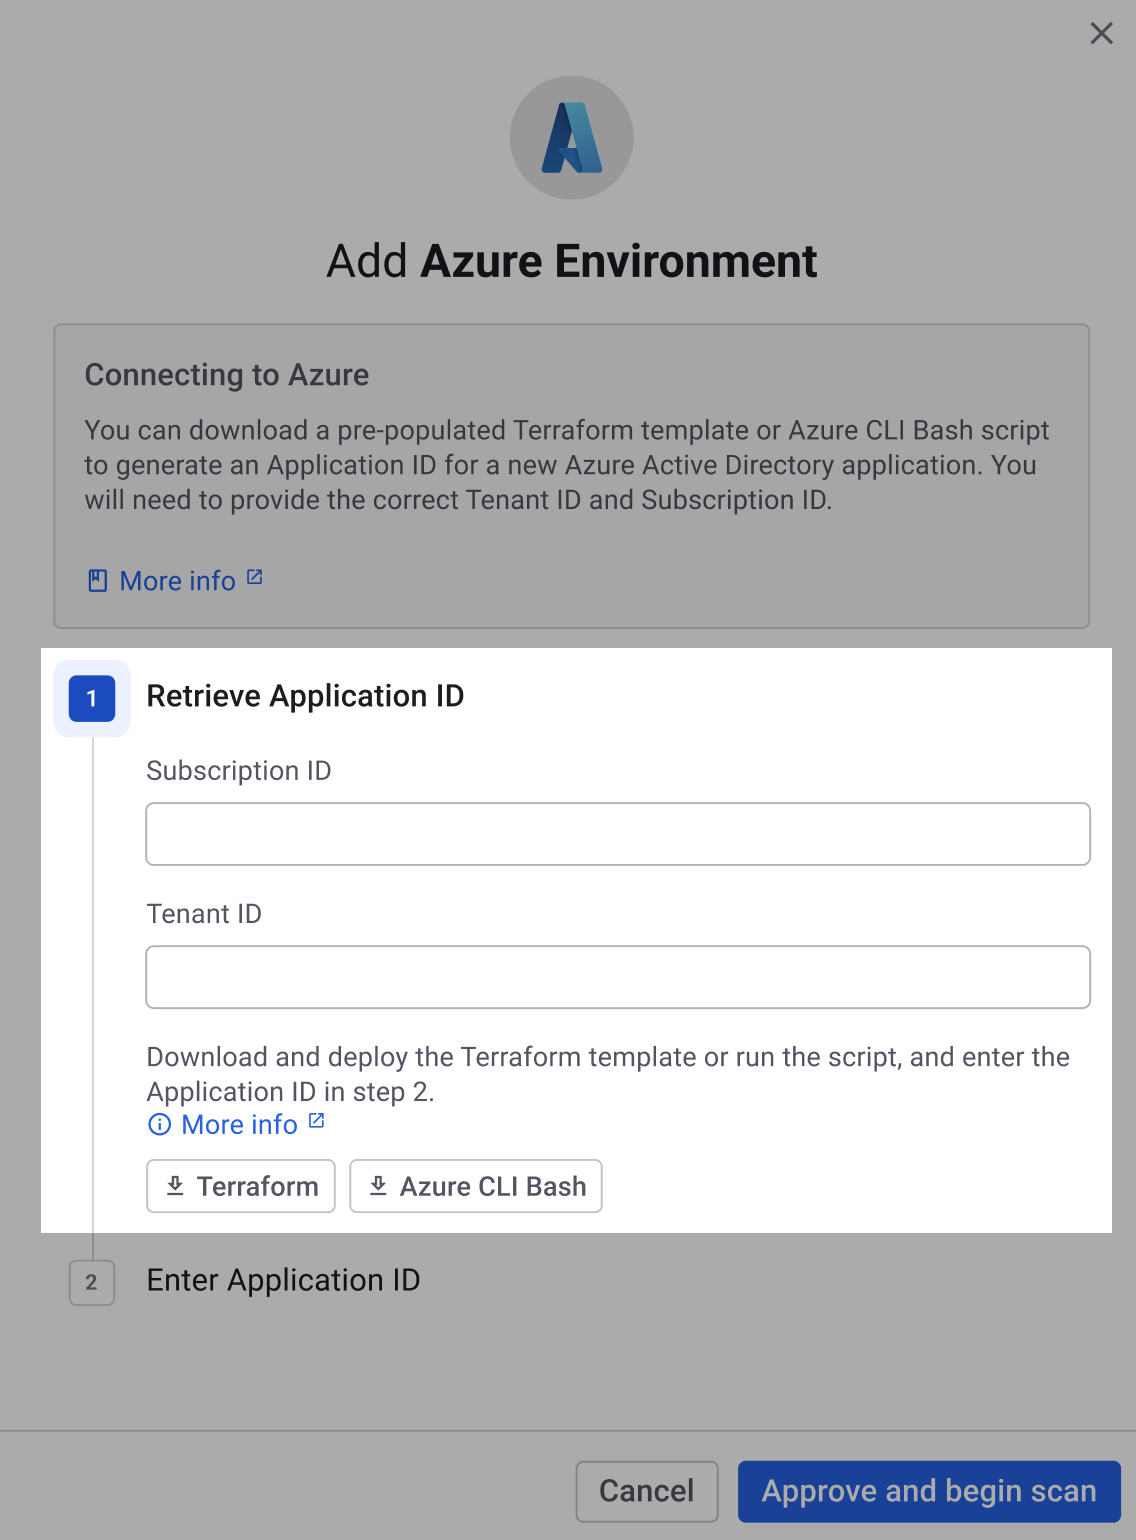 Add Azure Environment
Connecting to Azure
You can download a pre-populated Terraform template or Azure CLI Bash script
to generate an Application ID for a new Azure Active Directory application. You
will need to provide the correct Tenant ID and Subscription ID.
More info
1
Retrieve Application ID
Subscription ID
Tenant ID
Download and deploy the Terraform template or run the script, and enter the
Application ID in step 2.
More info
Terraform
Azure CLI Bash
2
Enter Application ID
Cancel
Approve and begin scan